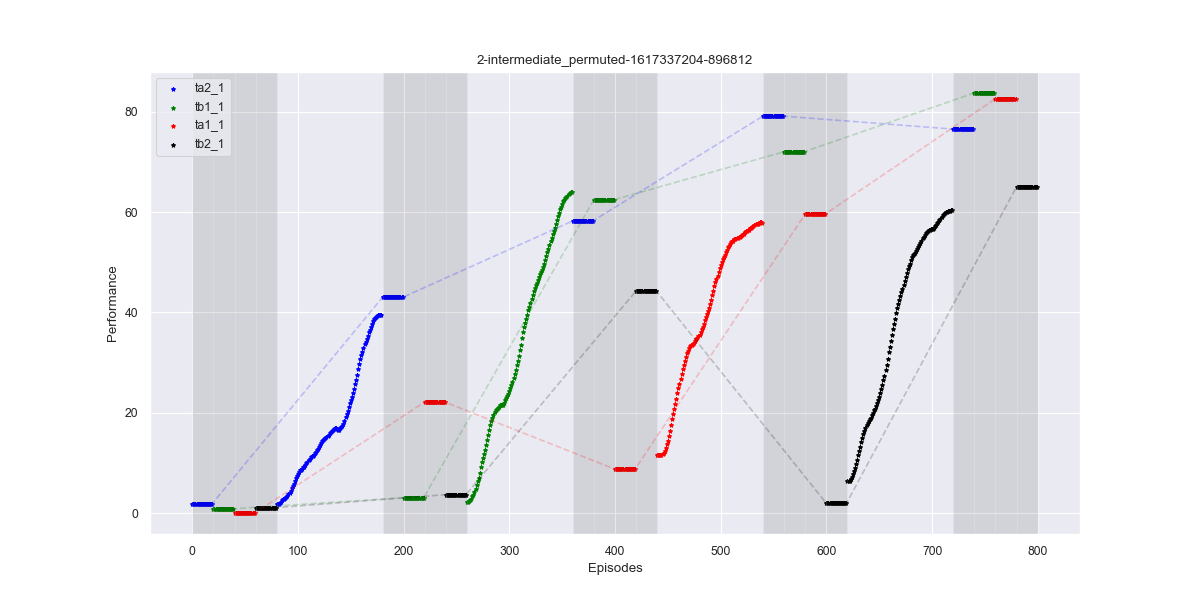 2-intermediate_permuted-1617337204-896812
ta2_1
tb1_1
ta1_1
tb2_1
Performance
80
60
40
20
0
0 100 200 300 400 500 600 700 800
Episodes